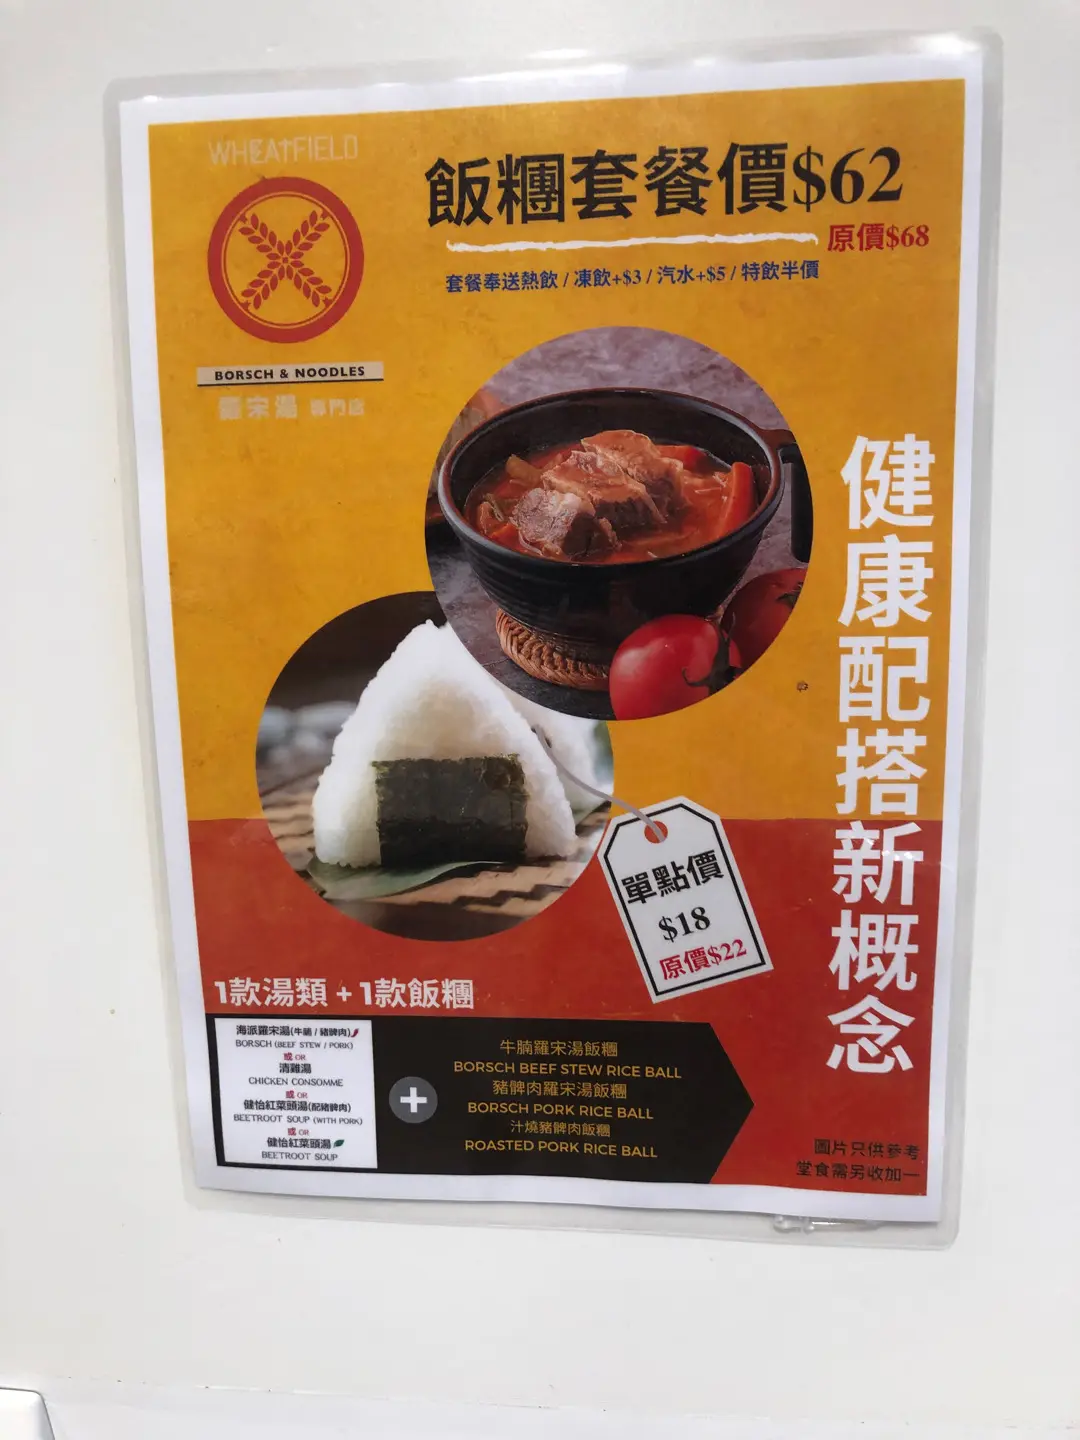 WHEATFIELD
BORSCH & NOODLES
羅宋湯 專門店
飯糰套餐價$62
原價$68
套餐奉送熱飲 / 凍飲+$3 / 汽水+$5 / 特飲半價
健康配搭新概念
單點價
$18
原價$22
1款湯類 + 1款飯糰
海派羅宋湯(牛腩 / 豬髀肉)
BORSCH (BEEF STEW / PORK)
或 OR
清雞湯
CHICKEN CONSOMME
或 OR
健怡紅菜頭湯(配豬髀肉)
BEETROOT SOUP (WITH PORK)
或 OR
健怡紅菜頭湯
BEETROOT SOUP
+
牛腩羅宋湯飯糰
BORSCH BEEF STEW RICE BALL
豬髀肉羅宋湯飯糰
BORSCH PORK RICE BALL
汁燒豬髀肉飯糰
ROASTED PORK RICE BALL
圖片只供參考
堂食需另收加一